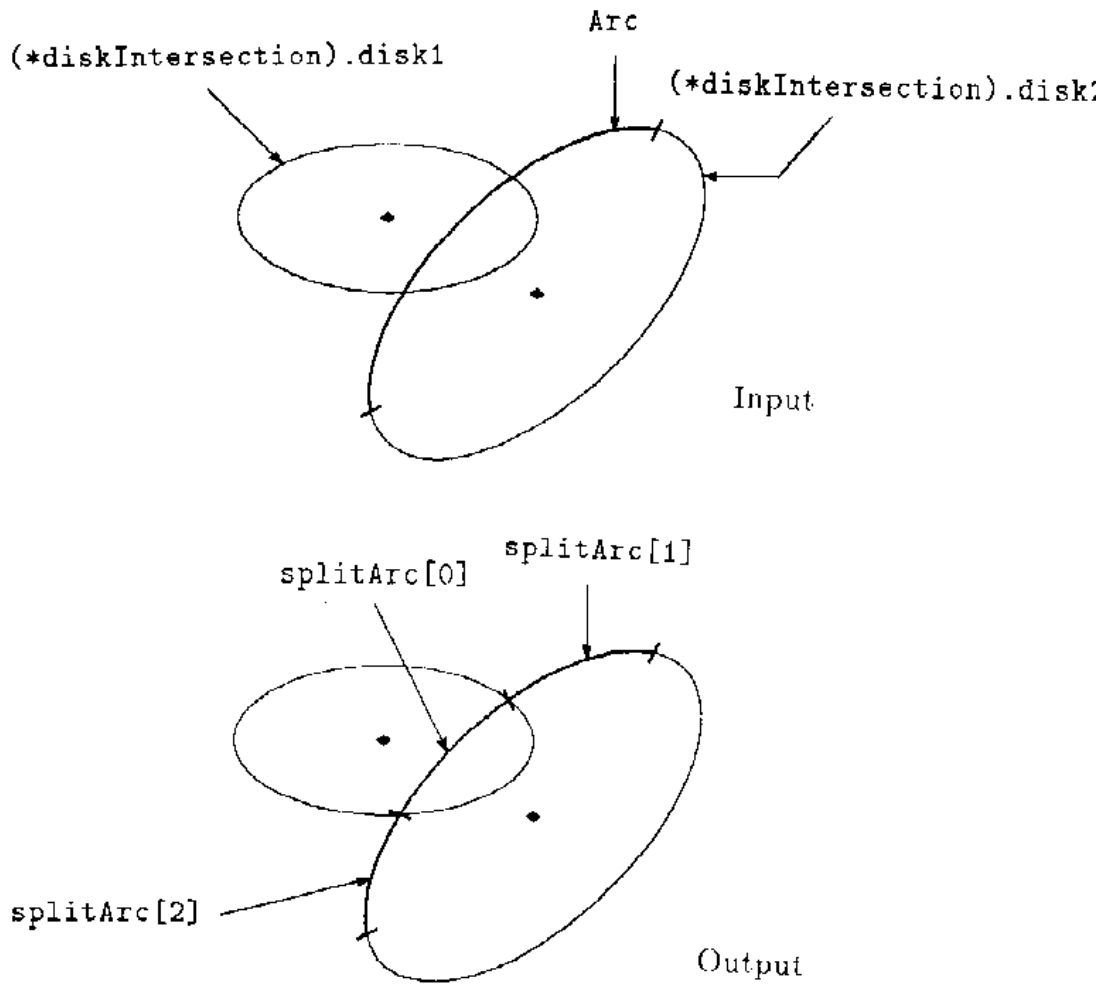 Arc
(*diskIntersection).disk1
(*diskIntersection).disk2
Input
splitArc[1]
splitArc[0]
splitArc[2]
Output